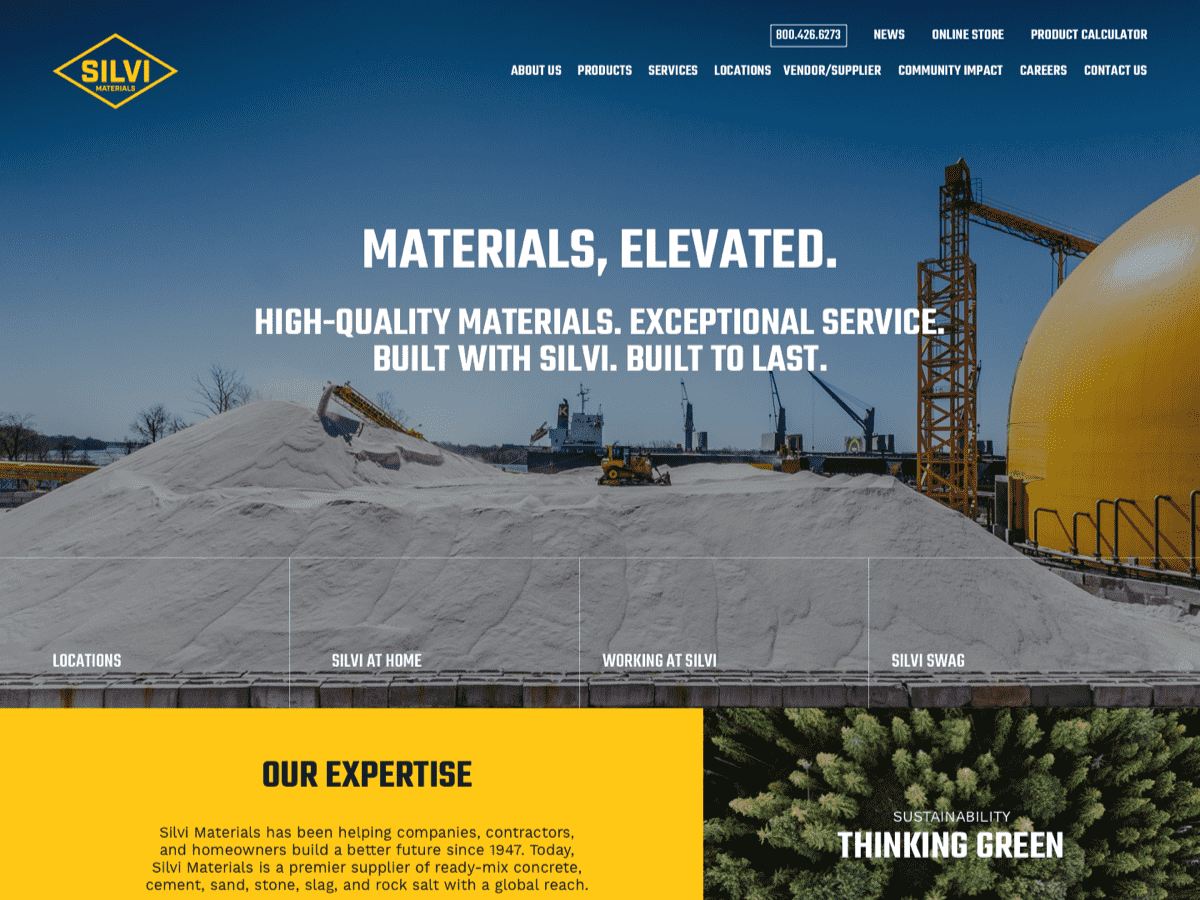 800.426.6273 NEWS ONLINE STORE PRODUCT CALCULATOR
SILVI
MATERIALS
ABOUT US PRODUCTS SERVICES LOCATIONS VENDOR/SUPPLIER COMMUNITY IMPACT CAREERS CONTACT US
MATERIALS, ELEVATED.
HIGH-QUALITY MATERIALS. EXCEPTIONAL SERVICE.
BUILT WITH SILVI. BUILT TO LAST.
LOCATIONS SILVI AT HOME WORKING AT SILVI SILVI SWAG
OUR EXPERTISE
Silvi Materials has been helping companies, contractors,
and homeowners build a better future since 1947. Today,
Silvi Materials is a premier supplier of ready-mix concrete,
cement, sand, stone, slag, and rock salt with a global reach.
SUSTAINABILITY
THINKING GREEN